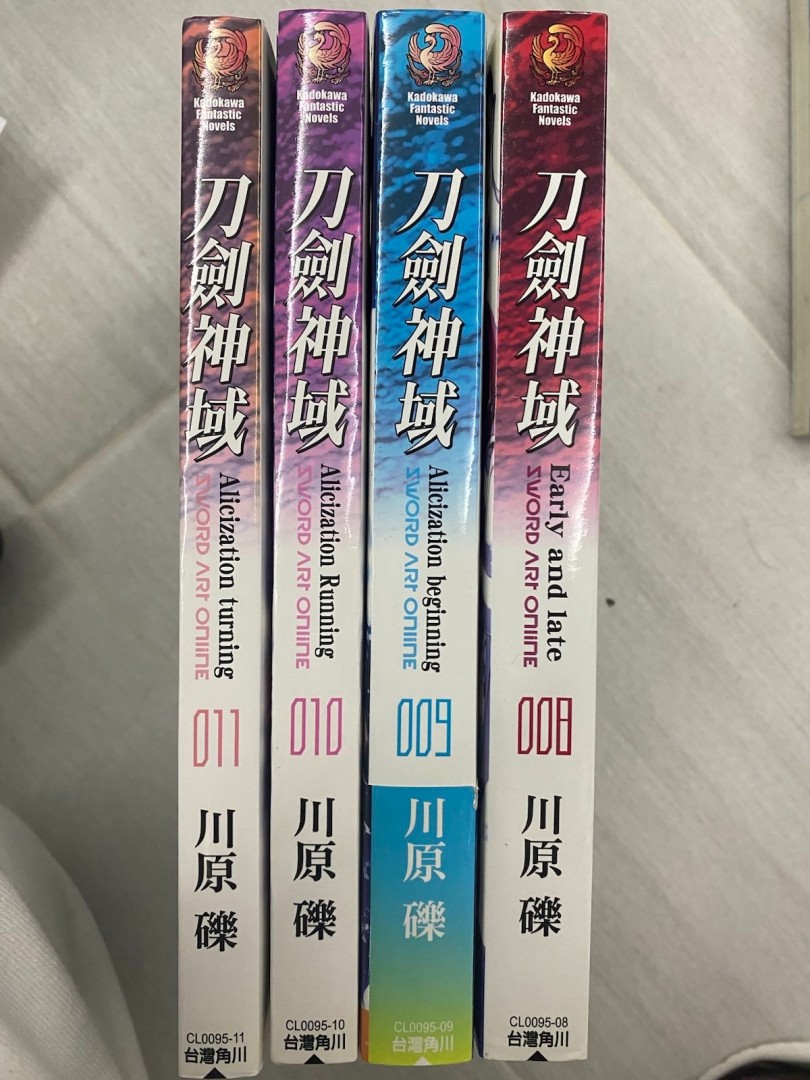 Kadokawa
Fantastic
Novels
刀劍神域
Alicization turning
SWORD ART ONLINE
011
川原 礫
CL0095-11
台灣角川
Kadokawa
Fantastic
Novels
刀劍神域
Alicization Running
SWORD ART ONLINE
010
川原 礫
CL0095-10
台灣角川
Kadokawa
Fantastic
Novels
刀劍神域
Alicization beginning
SWORD ART ONLINE
009
川原 礫
CL0095-09
台灣角川
Kadokawa
Fantastic
Novels
刀劍神域
Early and late
SWORD ART ONLINE
008
川原 礫
CL0095-08
台灣角川